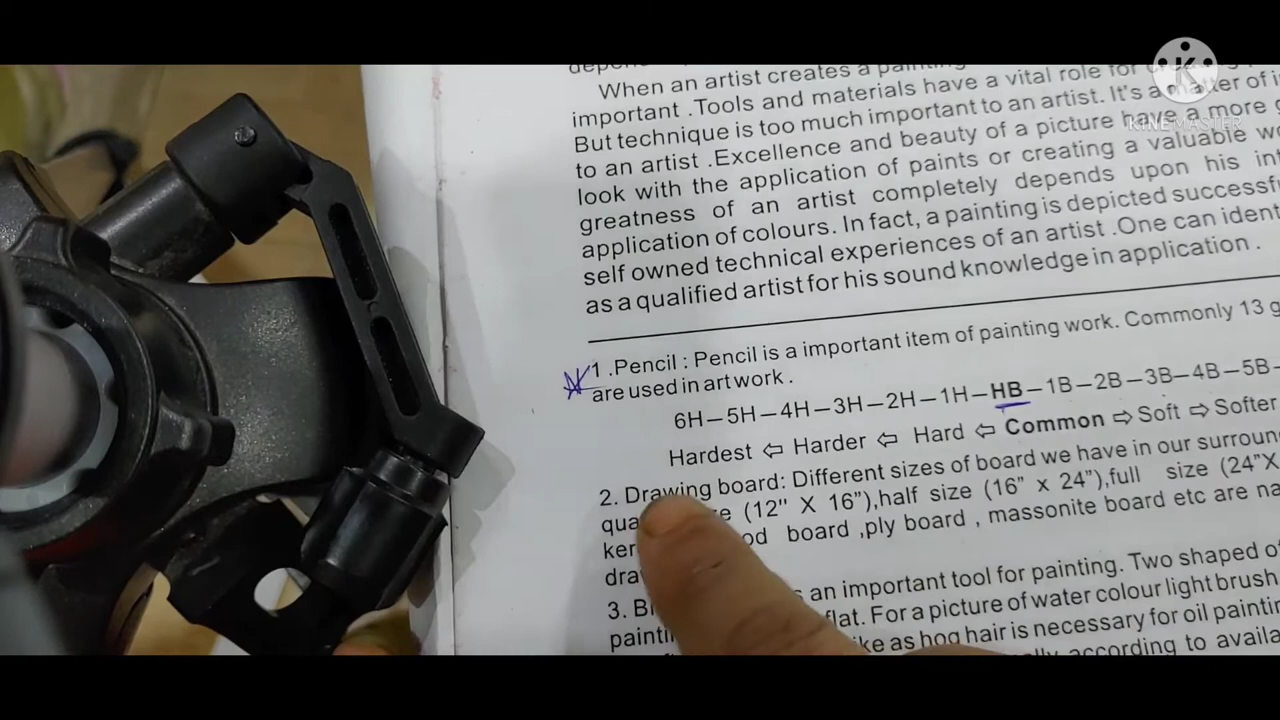 When an artist creates a painting
important .Tools and materials have a vital role for
But technique is too much important to an artist. It's a matter of
to an artist .Excellence and beauty of a picture have a more
look with the application of paints or creating a valuable
greatness of an artist completely depends upon his
application of colours. In fact, a painting is depicted
self owned technical experiences of an artist .One can
as a qualified artist for his sound knowledge in application .
1 .Pencil : Pencil is a important item of painting work. Commonly 13
are used in art work .
6H–5H–4H–3H–2H–1H–HB–1B–2B–3B–4B–5B–
Hardest ⇦ Harder ⇦ Hard ⇦ Common ⇨ Soft ⇨ Softer
2. Drawing board: Different sizes of board we have in our
(12" X 16"),half size (16" x 24"),full size (24"X
board ,ply board , massonite board etc are
3. an important tool for painting. Two shaped of
flat. For a picture of water colour light brush
as hog hair is necessary for oil
according to
KINEMASTER